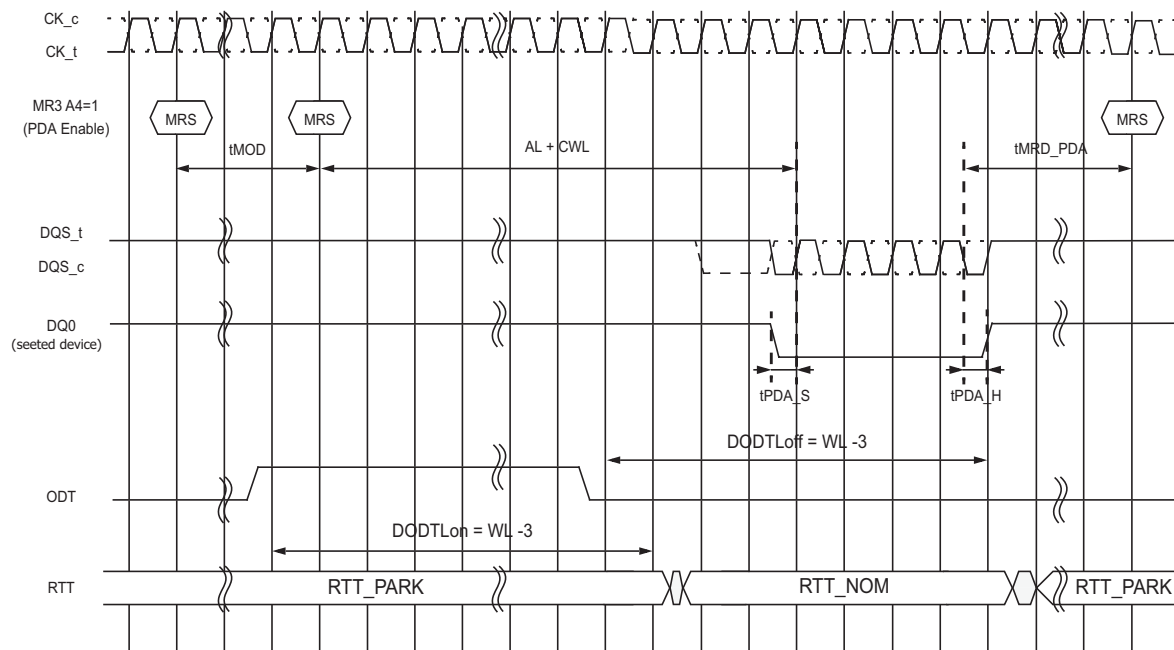 CK_c
CK_t
MR3 A4=1
(PDA Enable)
MRS
MRS
MRS
tMOD
AL + CWL
tMRD_PDA
DQS_t
DQS_c
DQ0
(seeted device)
tPDA_S
tPDA_H
DODTLoff = WL -3
ODT
DODTLon = WL -3
RTT
RTT_PARK
RTT_NOM
RTT_PARK